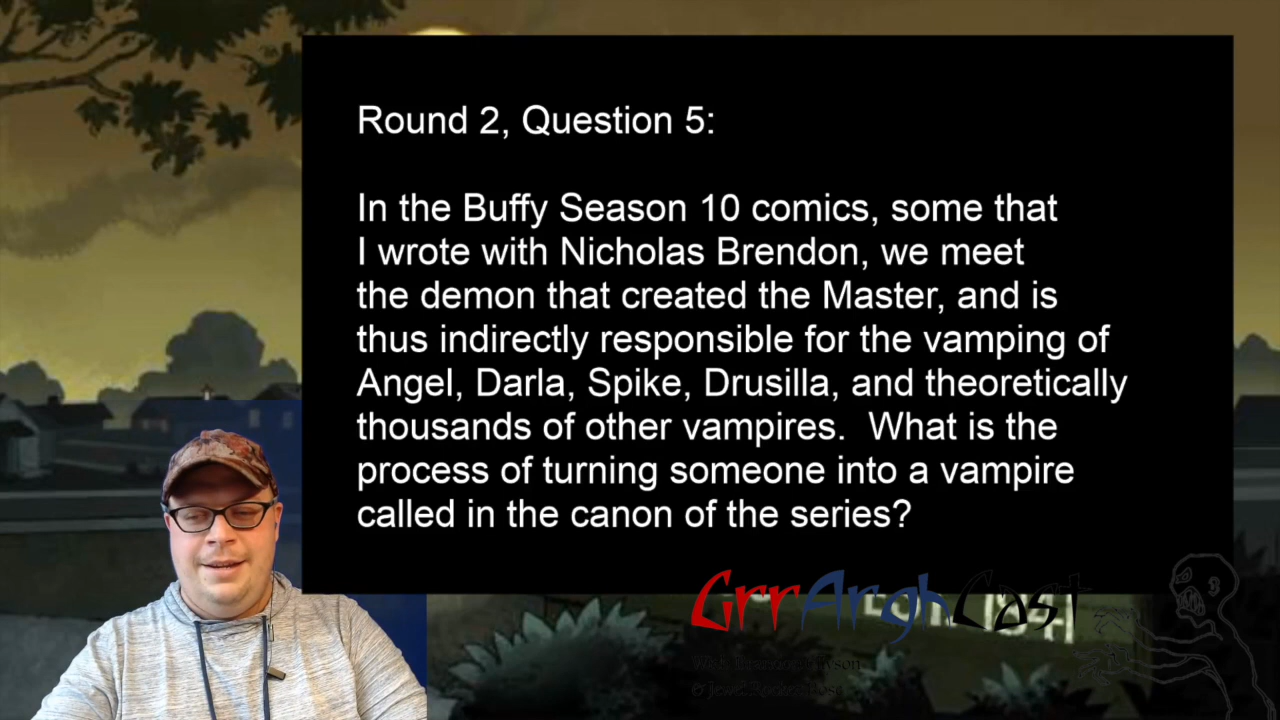 Round 2, Question 5:
In the Buffy Season 10 comics, some that
I wrote with Nicholas Brendon, we meet
the demon that created the Master, and is
thus indirectly responsible for the vamping of
Angel, Darla, Spike, Drusilla, and theoretically
thousands of other vampires.  What is the
process of turning someone into a vampire
called in the canon of the series?
GrrArghCast